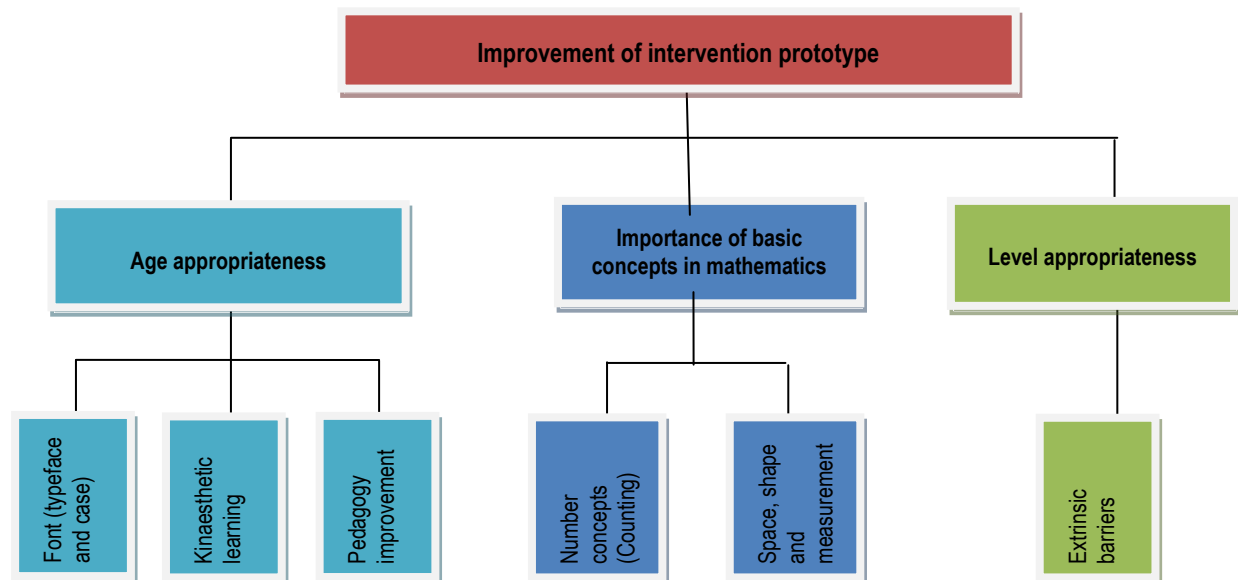 Improvement of intervention prototype
Age appropriateness
Importance of basic
concepts in mathematics
Level appropriateness
Font (typeface
and case)
Kinaesthetic
learning
Pedagogy
improvement
Number
concepts
(Counting)
Space, shape
and
measurement
Extrinsic
barriers